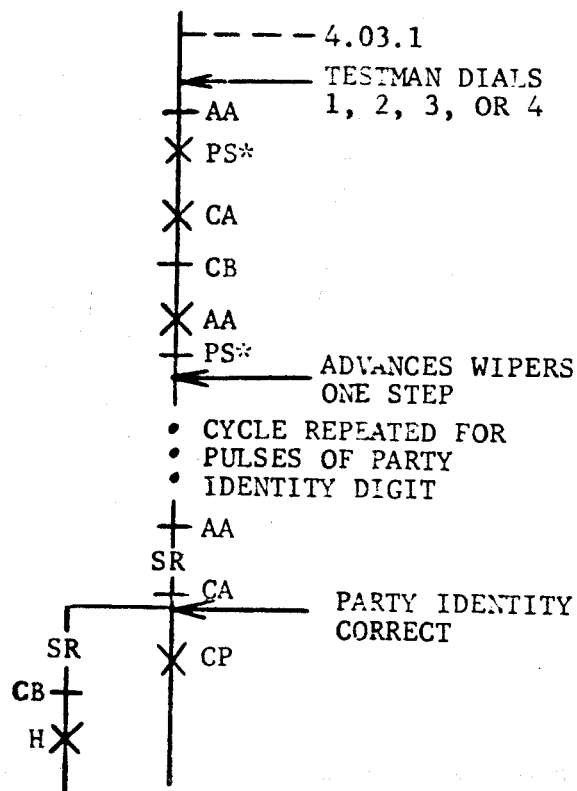 4.03.1
TESTMAN DIALS
1, 2, 3, OR 4
AA
PS*
CA
CB
AA
PS*
ADVANCES WIPERS
ONE STEP
CYCLE REPEATED FOR
PULSES OF PARTY
IDENTITY DIGIT
AA
SR
CA
PARTY IDENTITY
CORRECT
SR
CP
CB
H